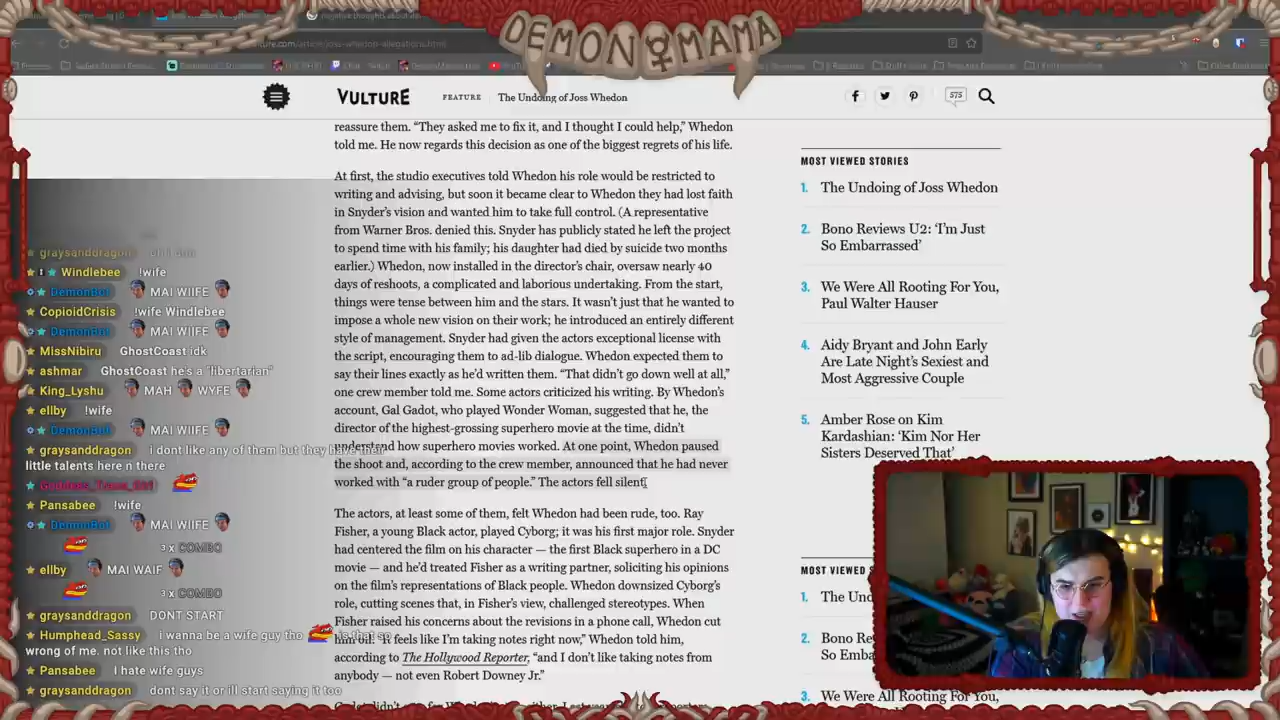 DEMON MAMA
VULTURE
FEATURE
The Undoing of Joss Whedon
575
reassure them. “They asked me to fix it, and I thought I could help,” Whedon
told me. He now regards this decision as one of the biggest regrets of his life.
At first, the studio executives told Whedon his role would be restricted to
writing and advising, but soon it became clear to Whedon they had lost faith
in Snyder’s vision and wanted him to take full control. (A representative
from Warner Bros. denied this. Snyder has publicly stated he left the project
to spend time with his family; his daughter had died by suicide two months
earlier.) Whedon, now installed in the director’s chair, oversaw nearly 40
days of reshoots, a complicated and laborious undertaking. From the start,
things were tense between him and the stars. It wasn’t just that he wanted to
impose a whole new vision on their work; he introduced an entirely different
style of management. Snyder had given the actors exceptional license with
the script, encouraging them to ad-lib dialogue. Whedon expected them to
say their lines exactly as he’d written them. “That didn’t go down well at all,”
one crew member told me. Some actors criticized his writing. By Whedon’s
account, Gal Gadot, who played Wonder Woman, suggested that he, the
director of the highest-grossing superhero movie at the time, didn’t
understand how superhero movies worked. At one point, Whedon paused
the shoot and, according to the crew member, announced that he had never
worked with “a ruder group of people.” The actors fell silent.
The actors, at least some of them, felt Whedon had been rude, too. Ray
Fisher, a young Black actor, played Cyborg; it was his first major role. Snyder
had centered the film on his character — the first Black superhero in a DC
movie — and he’d treated Fisher as a writing partner, soliciting his opinions
on the film’s representations of Black people. Whedon downsized Cyborg’s
role, cutting scenes that, in Fisher’s view, challenged stereotypes. When
Fisher raised his concerns about the revisions in a phone call, Whedon cut
him off. “It feels like I’m taking notes right now,” Whedon told him,
according to The Hollywood Reporter, “and I don’t like taking notes from
anybody — not even Robert Downey Jr.”
MOST VIEWED STORIES
1. The Undoing of Joss Whedon
2. Bono Reviews U2: ‘I’m Just
So Embarrassed’
3. We Were All Rooting For You,
Paul Walter Hauser
4. Aidy Bryant and John Early
Are Late Night’s Sexiest and
Most Aggressive Couple
5. Amber Rose on Kim
Kardashian: ‘Kim Nor Her
Sisters Deserved That’
MOST VIEWED S
1. The Und
2. Bono Re
So Emba
3. We Were All Rooting For You,
graysanddragon
Windlebee !wife
DemonBot MAI WIIFE
CopioidCrisis !wife Windlebee
DemonBot MAI WIIFE
MissNibiru GhostCoast idk
ashmar GhostCoast he's a "libertarian"
King_Lyshu MAH WYFE
ellby !wife
DemonBot MAI WIIFE
graysanddragon i dont like any of them but they have their
little talents here n there
Pansabee !wife
DemonBot MAI WIIFE
3 x COMBO
ellby MAI WAIF
3 x COMBO
graysanddragon DONT START
Humphead_Sassy i wanna be a wife guy tho is that so
wrong of me. not like this tho
Pansabee I hate wife guys
graysanddragon dont say it or ill start saying it too